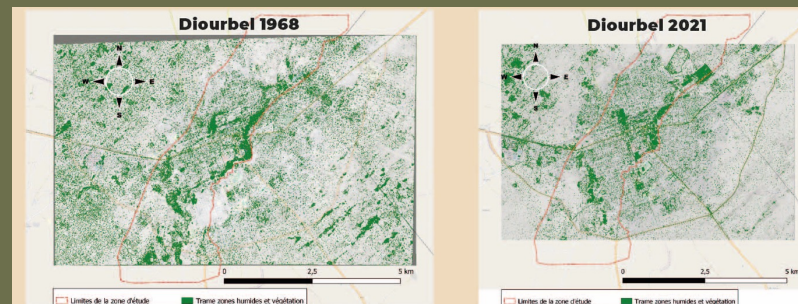 Diourbel 1968
N
W E
S
0 2,5 5 km
Limites de la zone d'étude Trame zones humides et végétation
Diourbel 2021
N
W E
S
0 2,5 5 km
Limites de la zone d'étude Trame zones humides et végétation